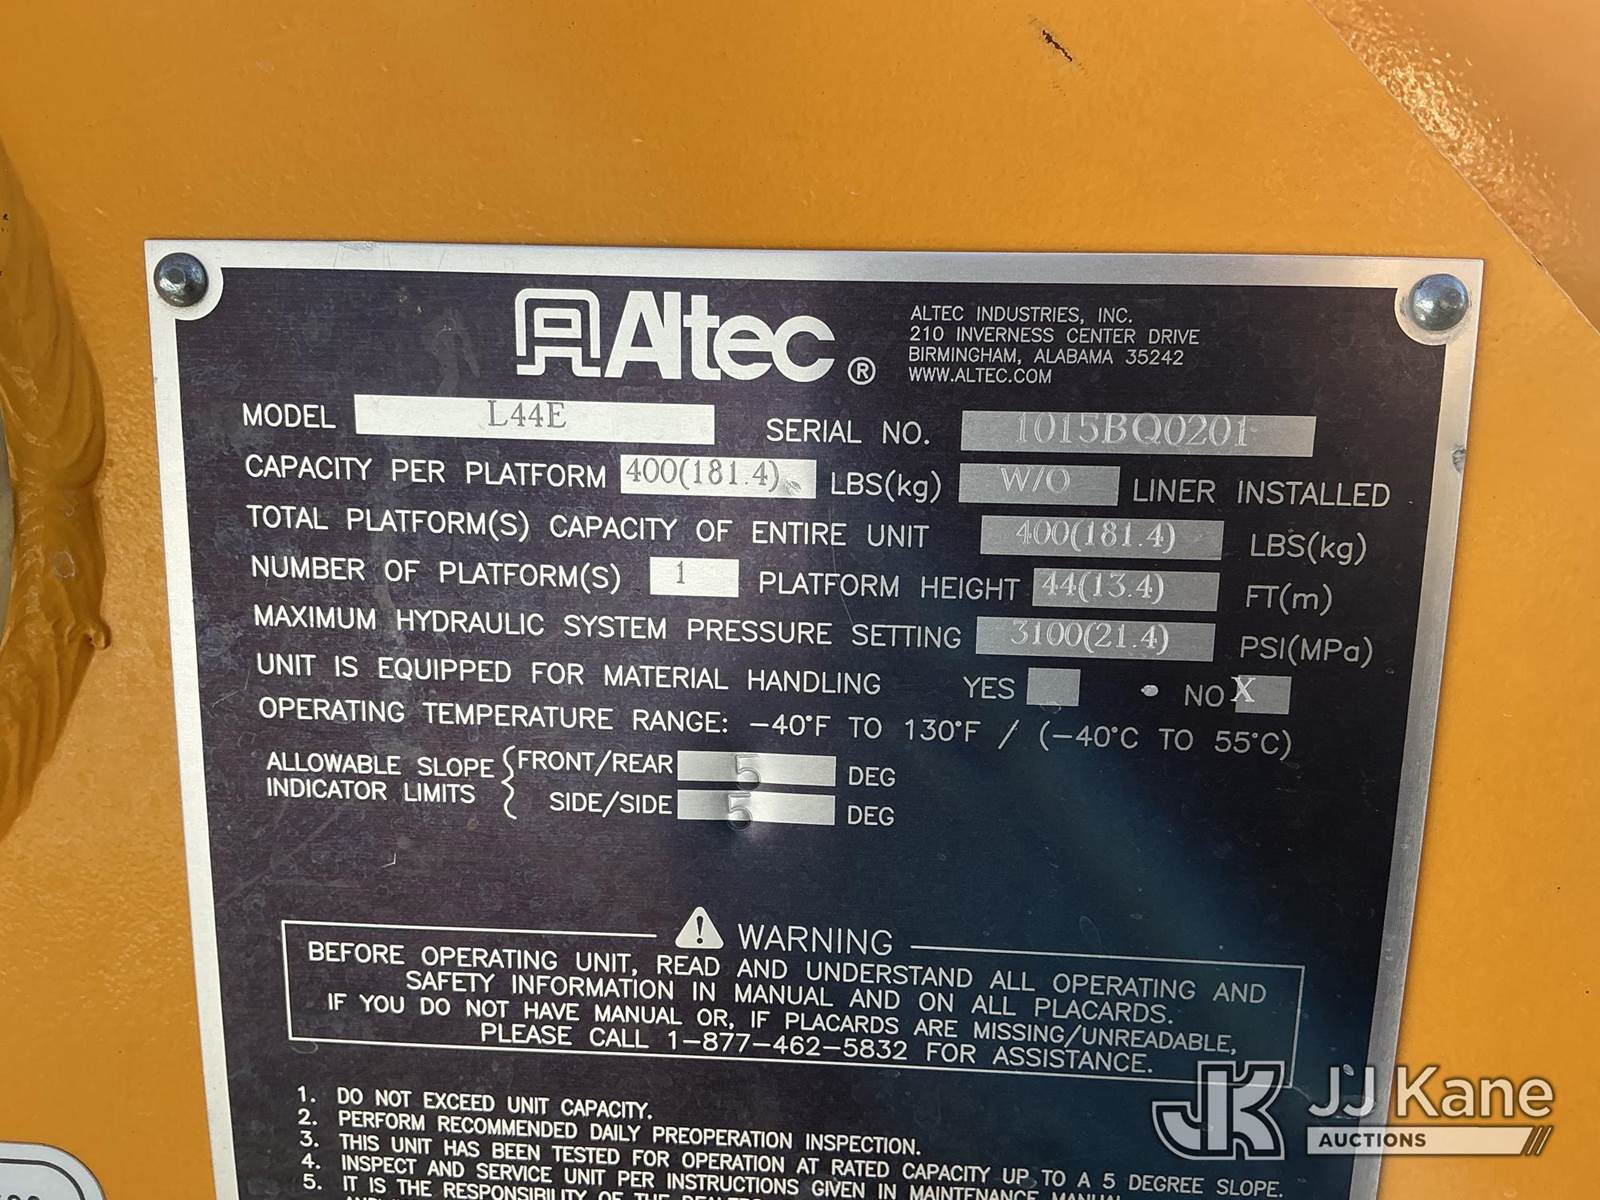 Altec®
ALTEC INDUSTRIES, INC.
210 INVERNESS CENTER DRIVE
BIRMINGHAM, ALABAMA 35242
WWW.ALTEC.COM
MODEL L44E SERIAL NO. 1015BQ0201
CAPACITY PER PLATFORM 400(181.4) LBS(kg) W/O LINER INSTALLED
TOTAL PLATFORM(S) CAPACITY OF ENTIRE UNIT 400(181.4) LBS(kg)
NUMBER OF PLATFORM(S) 1 PLATFORM HEIGHT 44(13.4) FT(m)
MAXIMUM HYDRAULIC SYSTEM PRESSURE SETTING 3100(21.4) PSI(MPa)
UNIT IS EQUIPPED FOR MATERIAL HANDLING YES NO X
OPERATING TEMPERATURE RANGE: -40°F TO 130°F / (-40°C TO 55°C)
ALLOWABLE SLOPE INDICATOR LIMITS
FRONT/REAR 5 DEG
SIDE/SIDE 5 DEG
WARNING
BEFORE OPERATING UNIT, READ AND UNDERSTAND ALL OPERATING AND
SAFETY INFORMATION IN MANUAL AND ON ALL PLACARDS.
IF YOU DO NOT HAVE MANUAL OR, IF PLACARDS ARE MISSING/UNREADABLE,
PLEASE CALL 1-877-462-5832 FOR ASSISTANCE.
1. DO NOT EXCEED UNIT CAPACITY.
2. PERFORM RECOMMENDED DAILY PREOPERATION INSPECTION.
3. THIS UNIT HAS BEEN TESTED FOR OPERATION AT RATED CAPACITY UP TO A 5 DEGREE SLOPE.
4. INSPECT AND SERVICE UNIT PER INSTRUCTIONS GIVEN IN MAINTENANCE MANUAL
5. IT IS THE RESPONSIBILITY OF THE
JK JJ Kane
AUCTIONS